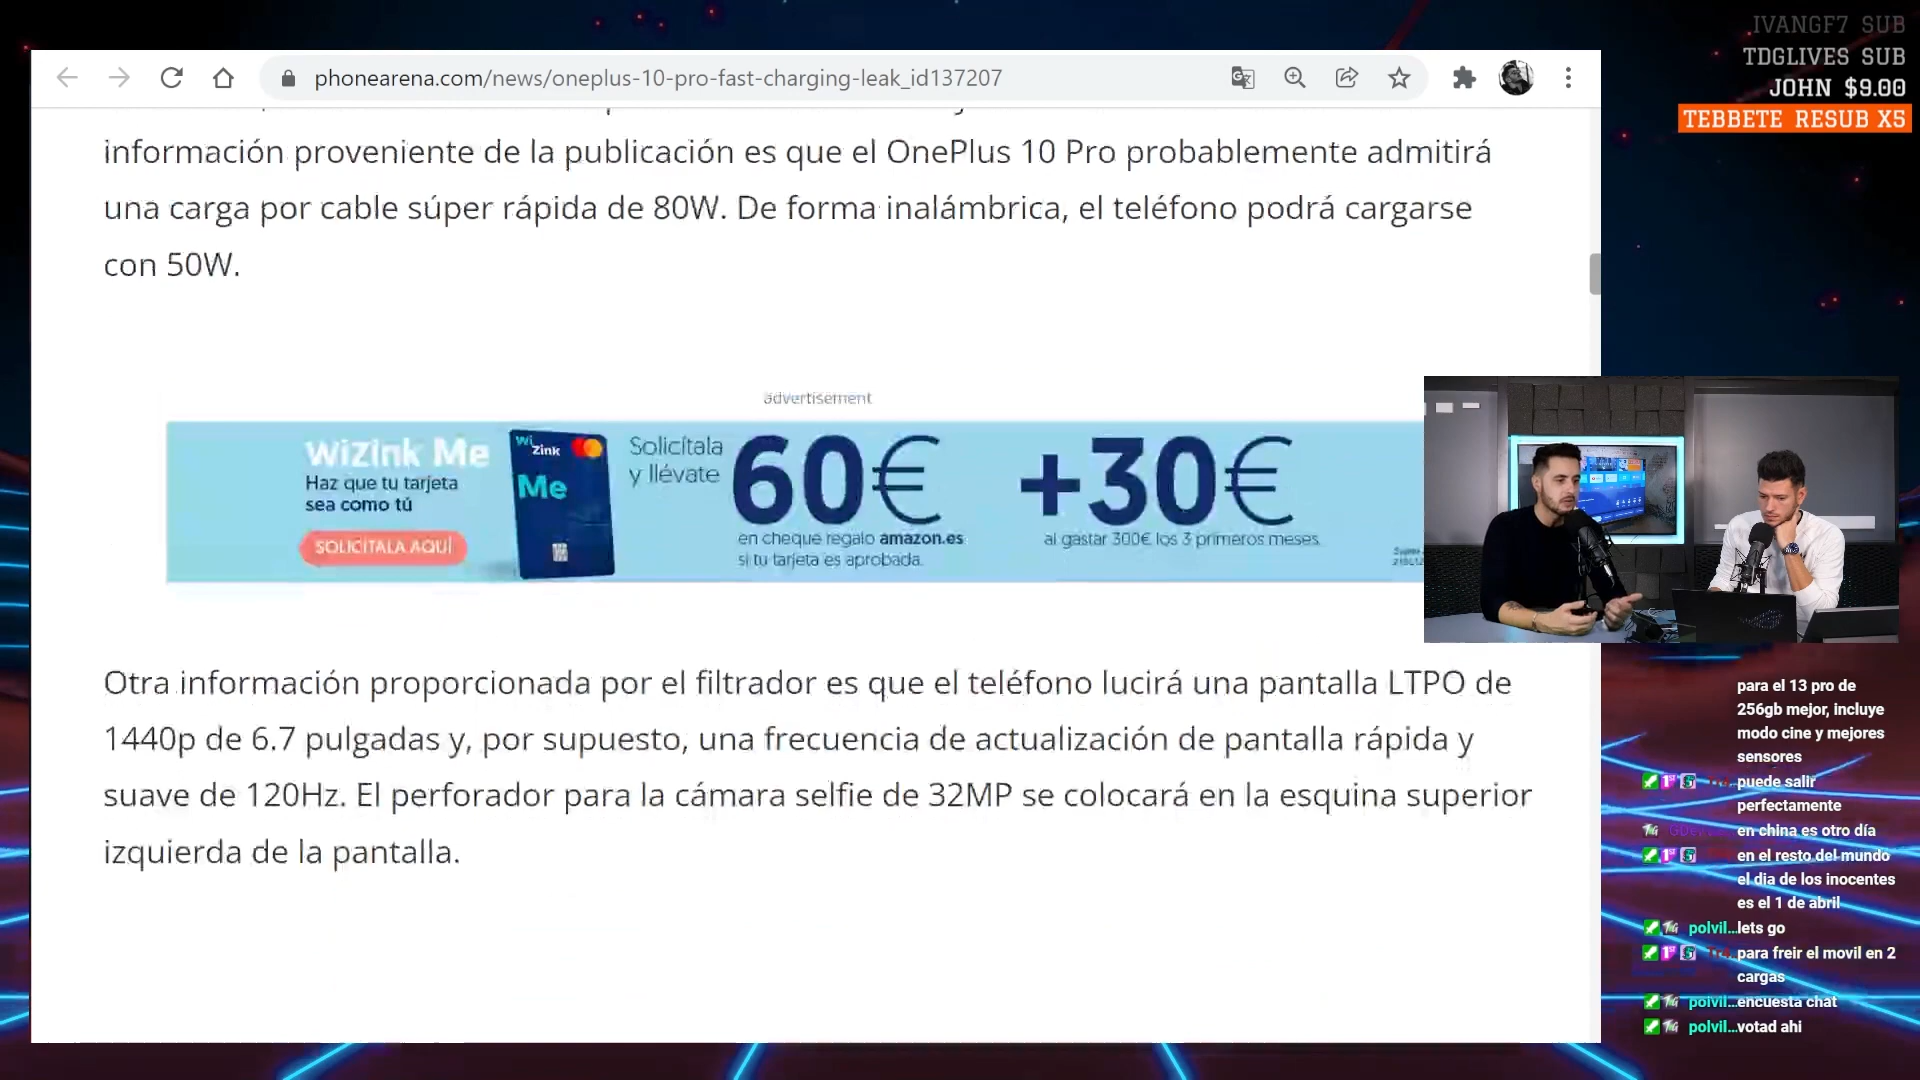 IVANGF7 SUB
TDGLIVES SUB
JOHN $9.00
TEBBETE RESUB X5
phonearena.com/news/oneplus-10-pro-fast-charging-leak_id137207
información proveniente de la publicación es que el OnePlus 10 Pro probablemente admitirá
una carga por cable súper rápida de 80W. De forma inalámbrica, el teléfono podrá cargarse
con 50W.
advertisement
WiZink Me
Haz que tu tarjeta
sea como tú
SOLICÍTALA AQUÍ
Wi
Zink
Me
Solicítala
y llévate
60€
en cheque regalo amazon.es
si tu tarjeta es aprobada.
+30€
al gastar 300€ los 3 primeros meses.
Otra información proporcionada por el filtrador es que el teléfono lucirá una pantalla LTPO de
1440p de 6.7 pulgadas y, por supuesto, una frecuencia de actualización de pantalla rápida y
suave de 120Hz. El perforador para la cámara selfie de 32MP se colocará en la esquina superior
izquierda de la pantalla.
para el 13 pro de
256gb mejor, incluye
modo cine y mejores
sensores
puede salir
perfectamente
en china es otro día
en el resto del mundo
el dia de los inocentes
es el 1 de abril
polvil...lets go
para freir el movil en 2
cargas
polvil...encuesta chat
polvil...votad ahi